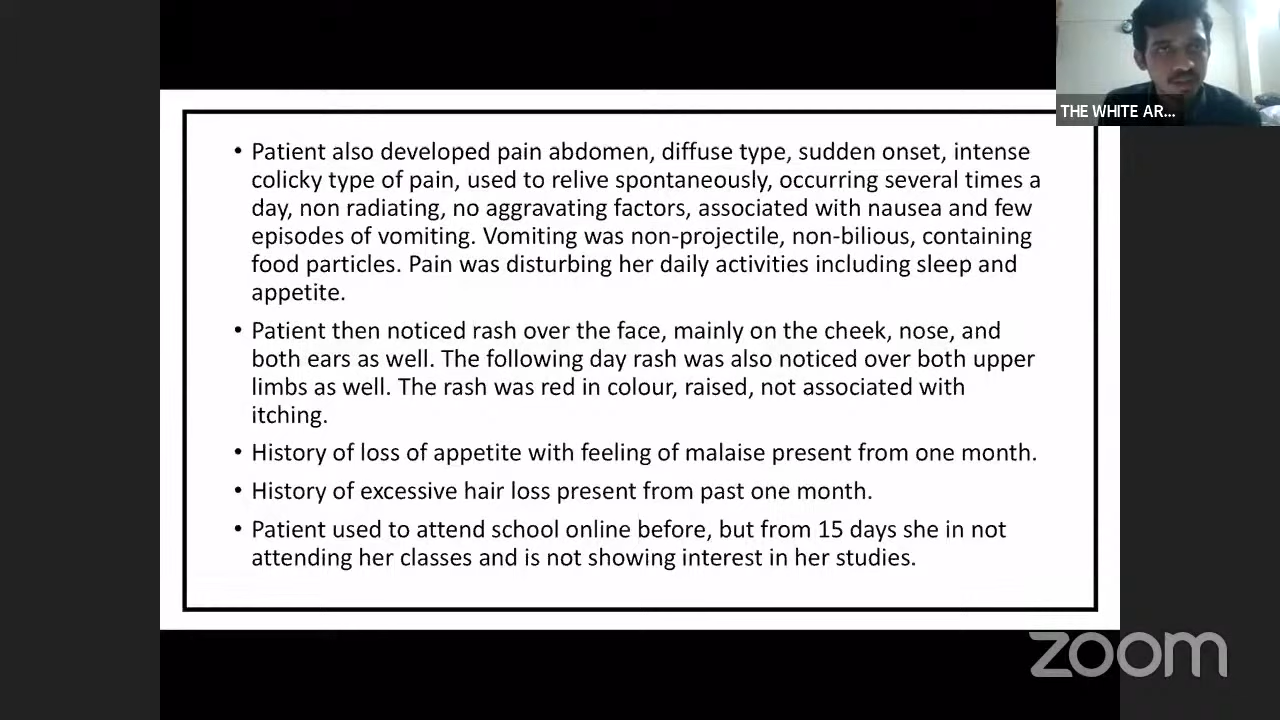 THE WHITE AR...
• Patient also developed pain abdomen, diffuse type, sudden onset, intense
colicky type of pain, used to relive spontaneously, occurring several times a
day, non radiating, no aggravating factors, associated with nausea and few
episodes of vomiting. Vomiting was non-projectile, non-bilious, containing
food particles. Pain was disturbing her daily activities including sleep and
appetite.
• Patient then noticed rash over the face, mainly on the cheek, nose, and
both ears as well. The following day rash was also noticed over both upper
limbs as well. The rash was red in colour, raised, not associated with
itching.
• History of loss of appetite with feeling of malaise present from one month.
• History of excessive hair loss present from past one month.
• Patient used to attend school online before, but from 15 days she in not
attending her classes and is not showing interest in her studies.
zoom